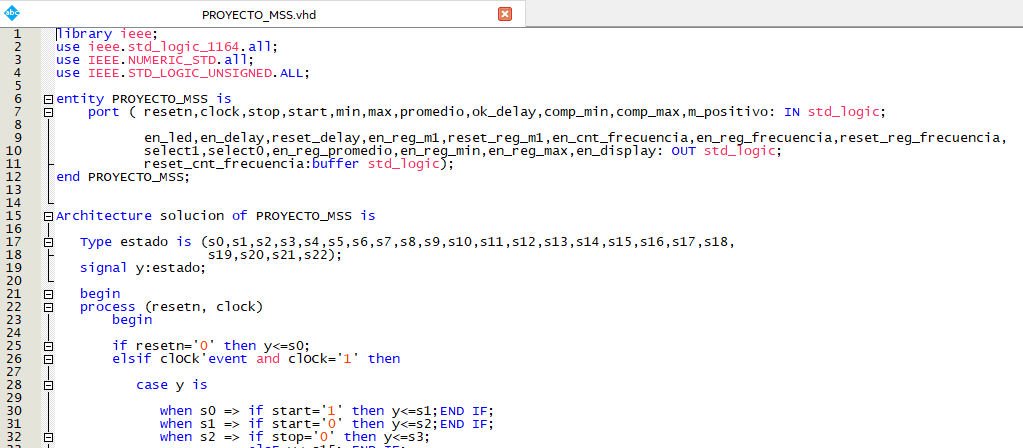 abc
PROYECTO_MSS.vhd
1 library ieee;
2 use ieee.std_logic_1164.all;
3 use IEEE.NUMERIC_STD.all;
4 use IEEE.STD_LOGIC_UNSIGNED.ALL;
5
6 entity PROYECTO_MSS is
7 port ( resetn,clock,stop,start,min,max,promedio,ok_delay,comp_min,comp_max,m_positivo: IN std_logic;
8
9 en_led,en_delay,reset_delay,en_reg_m1,reset_reg_m1,en_cnt_frecuencia,en_reg_frecuencia,reset_reg_frecuencia,
10 select1,select0,en_reg_promedio,en_reg_min,en_reg_max,en_display: OUT std_logic;
11 reset_cnt_frecuencia:buffer std_logic);
12 end PROYECTO_MSS;
13
14
15 Architecture solucion of PROYECTO_MSS is
16
17 Type estado is (s0,s1,s2,s3,s4,s5,s6,s7,s8,s9,s10,s11,s12,s13,s14,s15,s16,s17,s18,
18 s19,s20,s21,s22);
19 signal y:estado;
20
21 begin
22 process (resetn, clock)
23 begin
24
25 if resetn='0' then y<=s0;
26 elsif clOCk'event and clOCk='1' then
27
28 case y is
29
30 when s0 => if start='1' then y<=s1;END IF;
31 when s1 => if start='0' then y<=s2;END IF;
32 when s2 => if stop='0' then y<=s3;